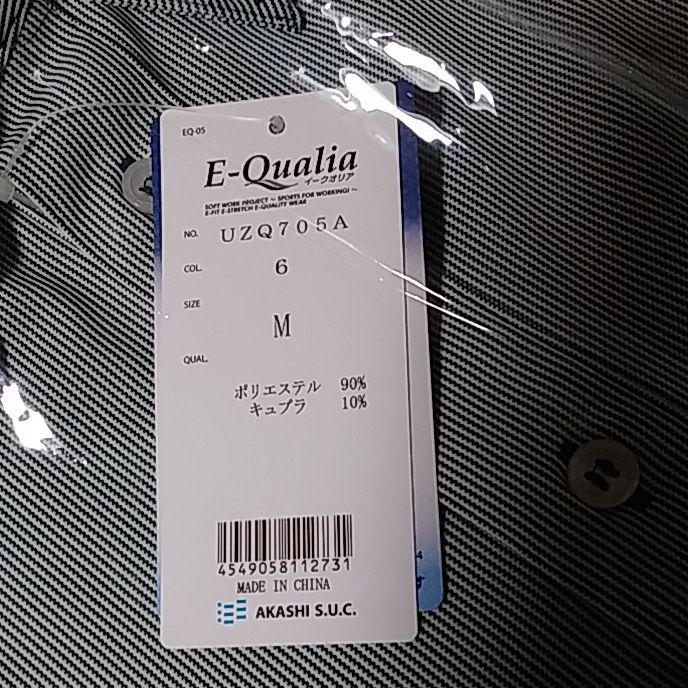 EQ-05
E-Qualia
イークオリア
SOFT WORK PROJECT ~ SPORTS FOR WORKING! ~
E-FIT E-STRETCH E-QUALITY WEAR
NO. UZQ705A
COL. 6
SIZE
M
QUAL.
ポリエステル 90%
キュプラ 10%
4549058112731
MADE IN CHINA
AKASHI S.U.C.